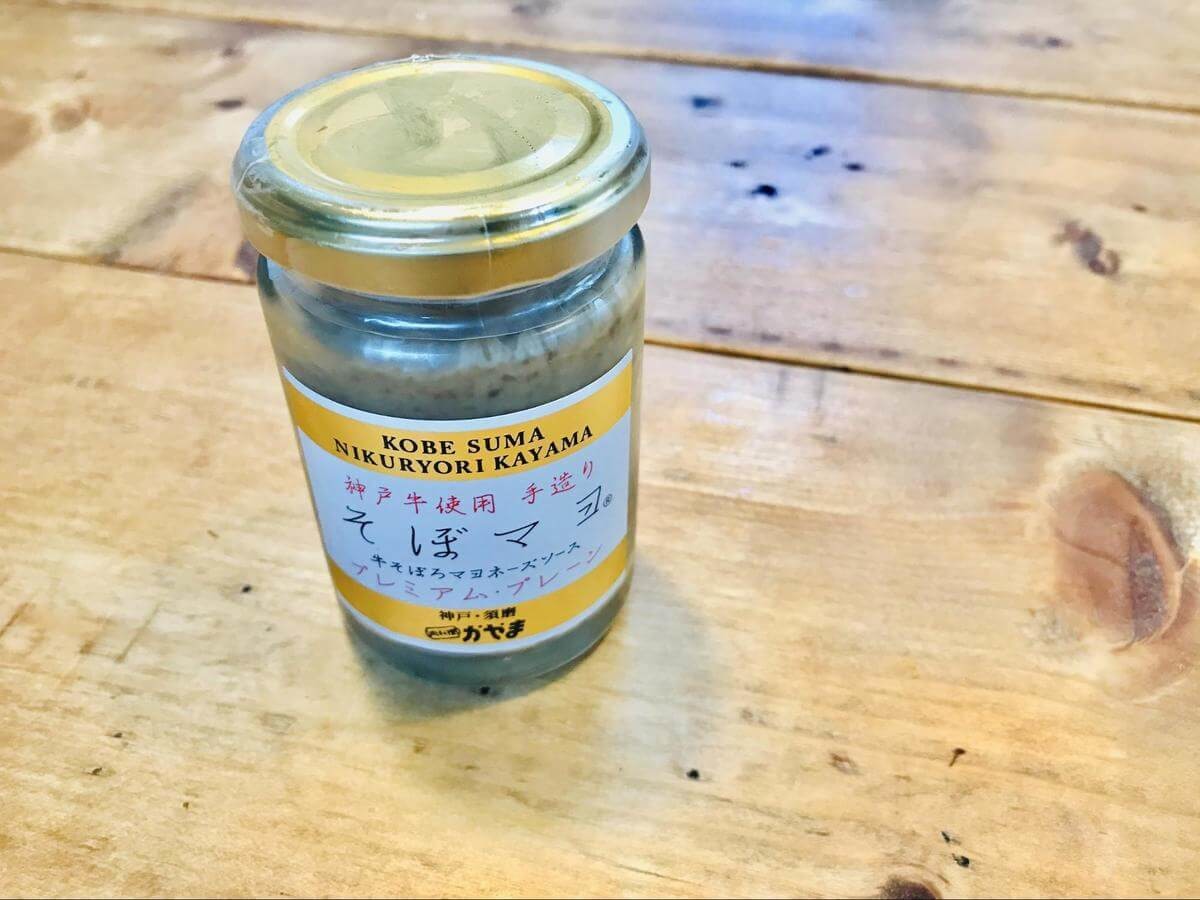 KOBE SUMA
NIKURYORI KAYAMA
神戸牛使用 手造り
そぼマヨ®
牛そぼろマヨネーズソース
プレミアム・プレーン
神戸・須磨
かやま